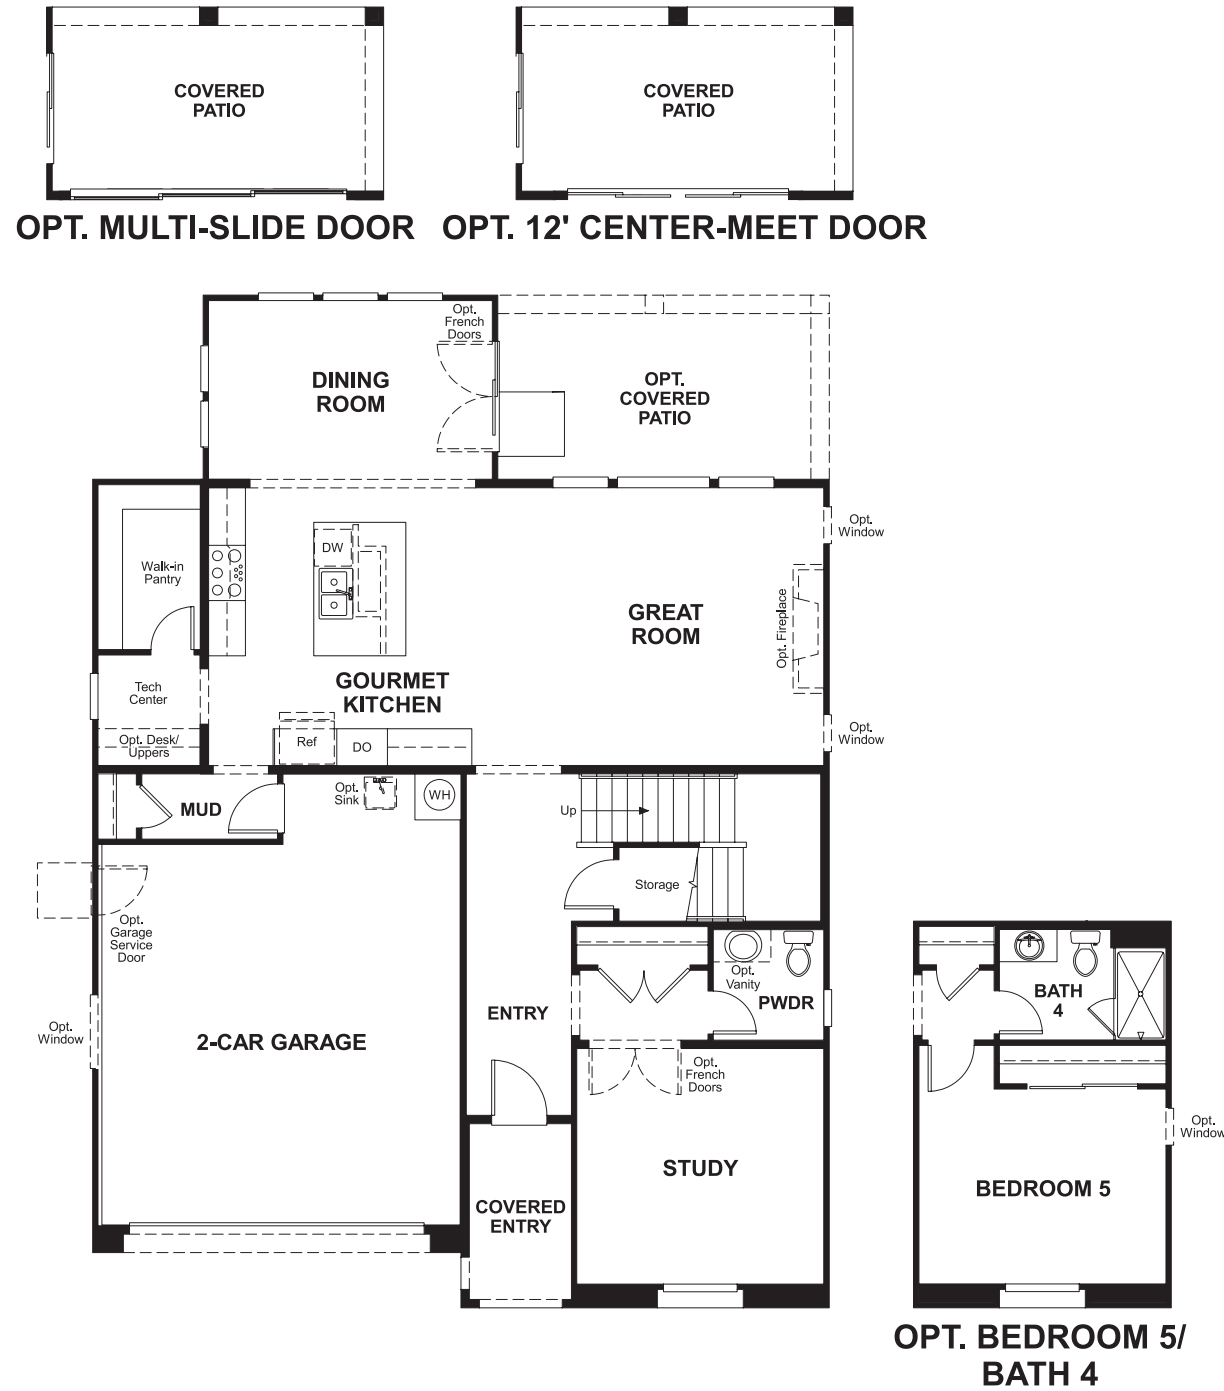 COVERED
PATIO
COVERED
PATIO
OPT. MULTI-SLIDE DOOR
OPT. 12' CENTER-MEET DOOR
Opt.
French
Doors
DINING
ROOM
OPT.
COVERED
PATIO
Opt.
Window
DW
Walk-in
Pantry
GREAT
ROOM
Opt. Fireplace
GOURMET
KITCHEN
Tech
Center
Opt. Desk/
Uppers
Ref
DO
Opt.
Window
MUD
Opt.
Sink
WH
Up
Storage
Opt.
Garage
Service
Door
Opt.
Vanity
PWDR
ENTRY
Opt.
Window
2-CAR GARAGE
Opt.
French
Doors
STUDY
COVERED
ENTRY
BATH
4
Opt.
Window
BEDROOM 5
OPT. BEDROOM 5/
BATH 4